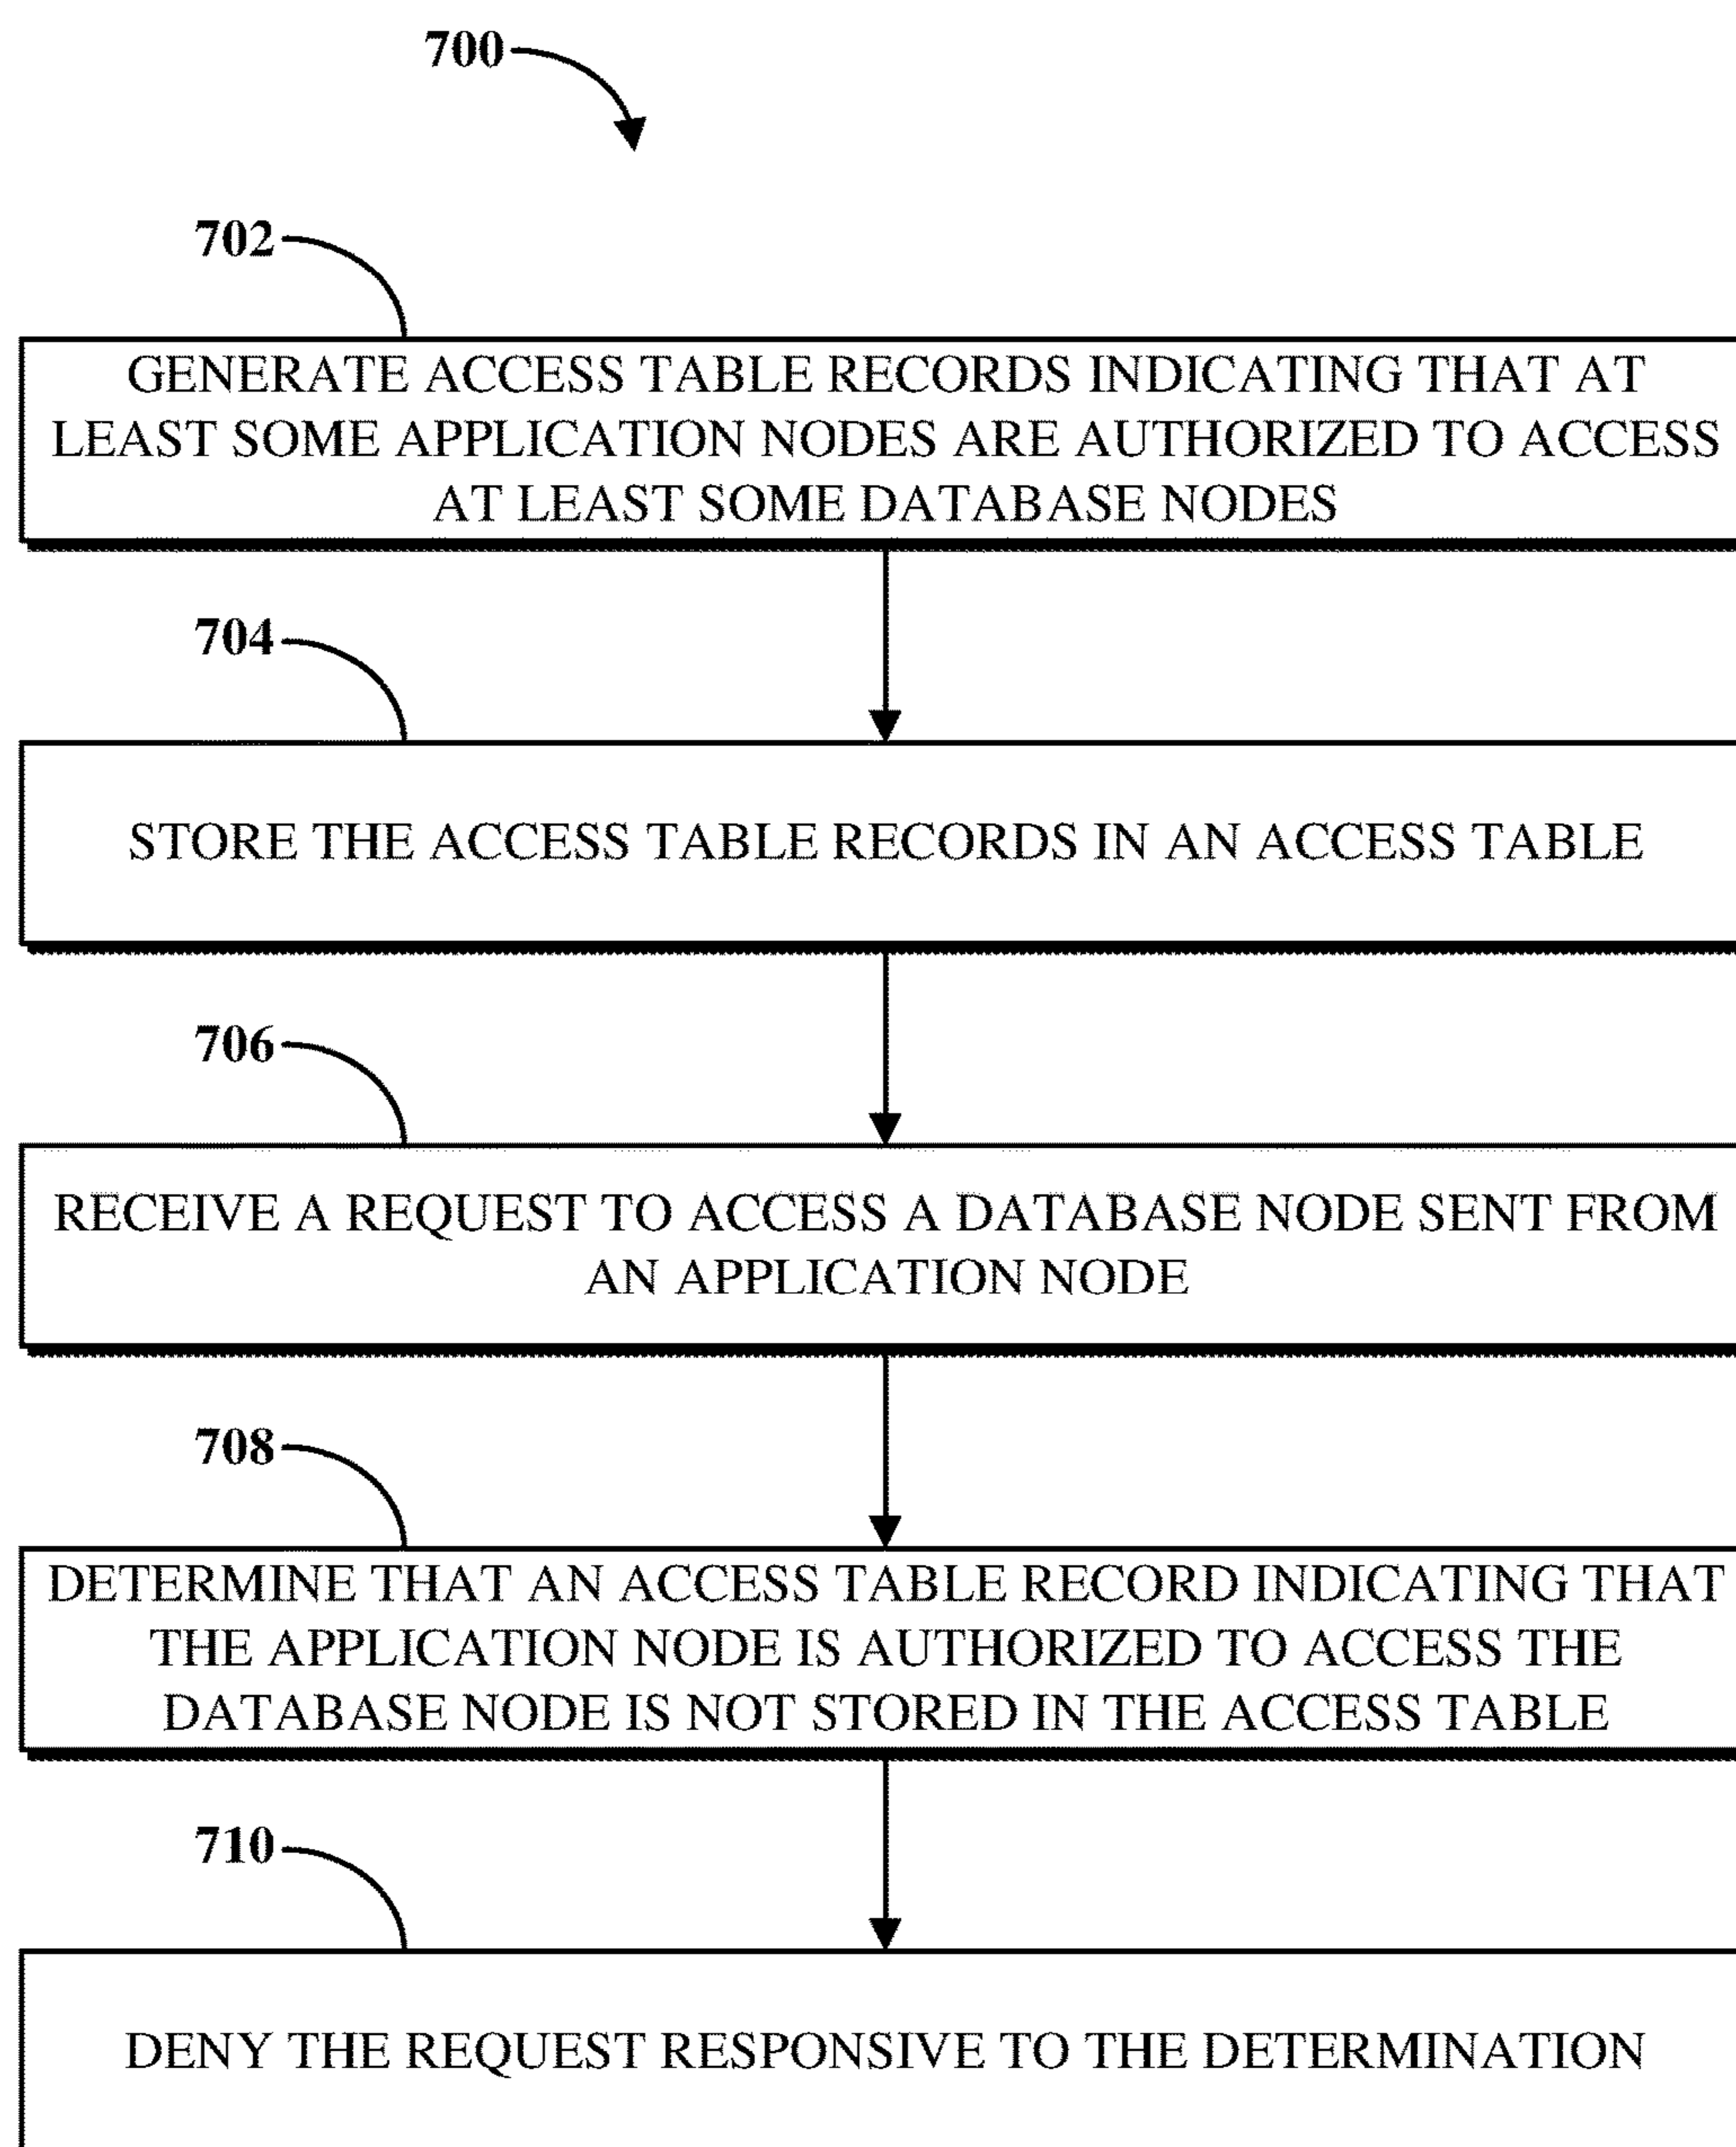 700
702
GENERATE ACCESS TABLE RECORDS INDICATING THAT AT
LEAST SOME APPLICATION NODES ARE AUTHORIZED TO ACCESS
AT LEAST SOME DATABASE NODES
704
STORE THE ACCESS TABLE RECORDS IN AN ACCESS TABLE
706
RECEIVE A REQUEST TO ACCESS A DATABASE NODE SENT FROM
AN APPLICATION NODE
708
DETERMINE THAT AN ACCESS TABLE RECORD INDICATING THAT
THE APPLICATION NODE IS AUTHORIZED TO ACCESS THE
DATABASE NODE IS NOT STORED IN THE ACCESS TABLE
710
DENY THE REQUEST RESPONSIVE TO THE DETERMINATION